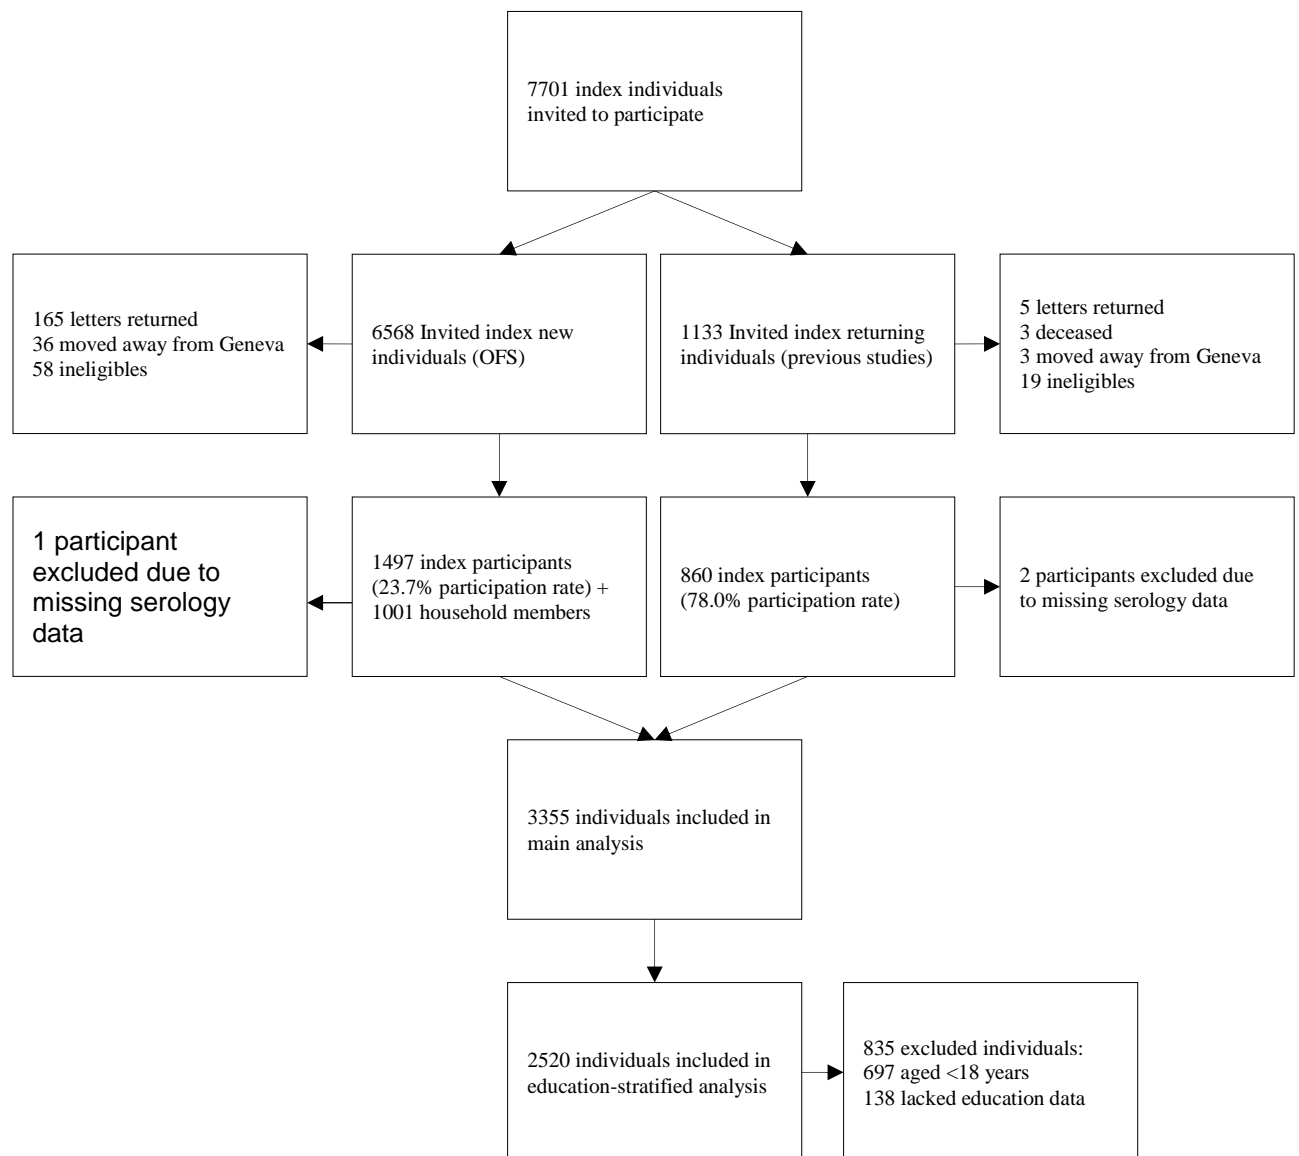 7701 index individuals
invited to participate
165 letters returned
36 moved away from Geneva
58 ineligibles
6568 Invited index new
individuals (OFS)
1133 Invited index returning
individuals (previous studies)
5 letters returned
3 deceased
3 moved away from Geneva
19 ineligibles
1 participant
excluded due to
missing serology
data
1497 index participants
(23.7% participation rate) +
1001 household members
860 index participants
(78.0% participation rate)
2 participants excluded due
to missing serology data
3355 individuals included in
main analysis
2520 individuals included in
education-stratified analysis
835 excluded individuals:
697 aged <18 years
138 lacked education data